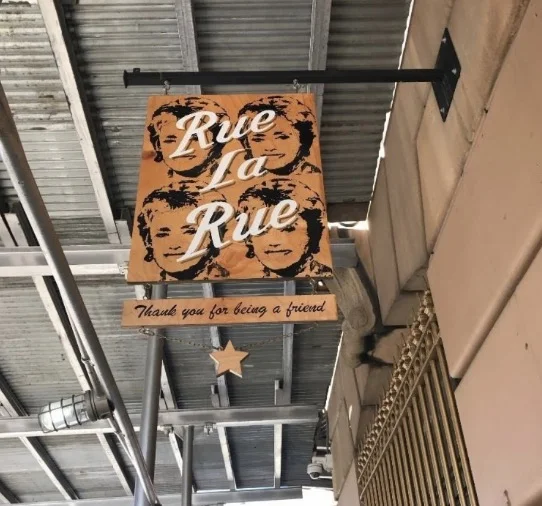 Rue
La
Rue
Thank you for being a friend